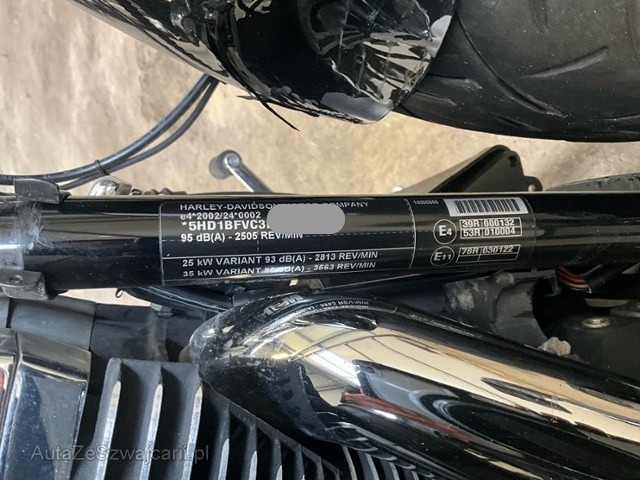 HARLEY-DAVIDSON COMPANY
e4*2002/24*0002
*5HD1BFVC3
95 dB(A) - 2505 REV/MIN
25 kW VARIANT 93 dB(A) - 2813 REV/MIN
35 kW VARIANT dB(A) - 3563 REV/MIN
E4 39R 000132
53R 010004
E11 78R 030122
AutaZeSzwajcarii.pl